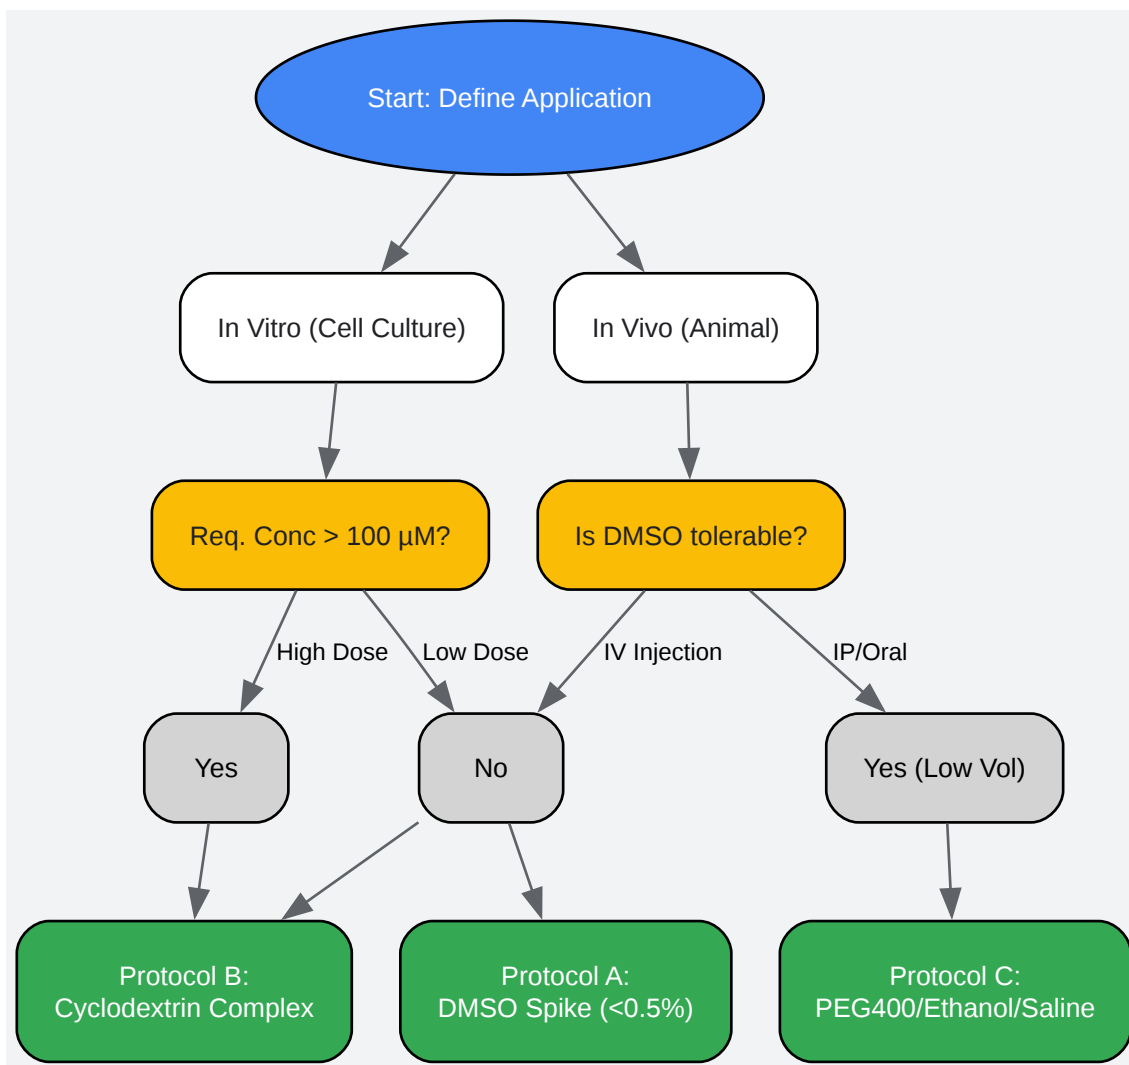 Start: Define Application
In Vitro (Cell Culture)
In Vivo (Animal)
Req. Conc > 100 µM?
Is DMSO tolerable?
High Dose
Low Dose
IV Injection
IP/Oral
Yes
No
Yes (Low Vol)
Protocol B:
Cyclodextrin Complex
Protocol A:
DMSO Spike (<0.5%)
Protocol C:
PEG400/Ethanol/Saline